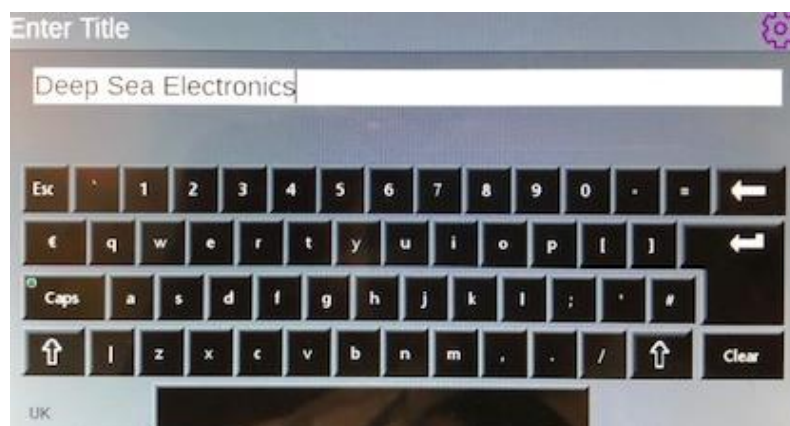 Enter Title
Deep Sea Electronics
Esc ` 1 2 3 4 5 6 7 8 9 0 - =
€ q w e r t y u i o p [ ]
Caps a s d f g h j k l ; ' #
| z x c v b n m , . / Clear
UK